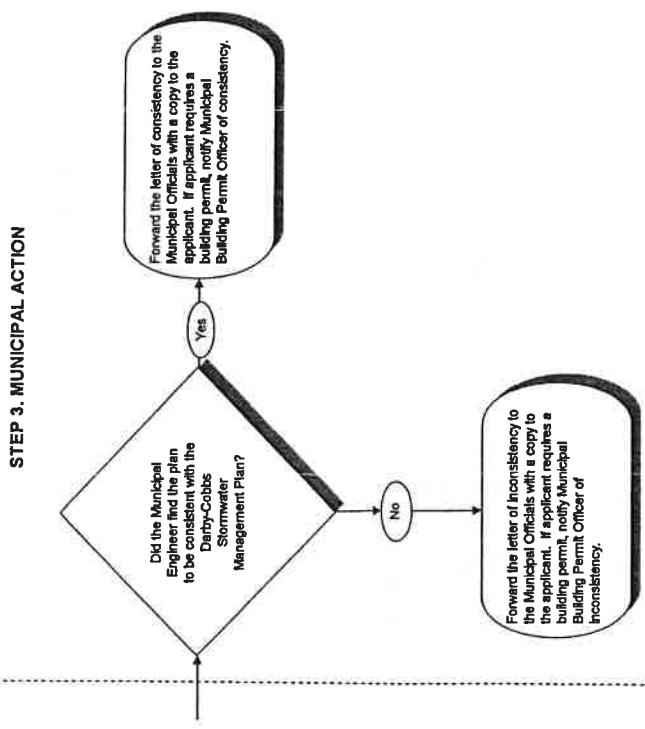 STEP 3. MUNICIPAL ACTION
Did the Municipal
Engineer find the plan
to be consistent with the
Darby-Cobbs
Stormwater
Management Plan?
Yes
Forward the letter of consistency to the
Municipal Officials with a copy to the
applicant. If applicant requires a
building permit, notify Municipal
Building Permit Officer of consistency.
No
Forward the letter of inconsistency to
the Municipal Officials with a copy to
the applicant. If applicant requires a
building permit, notify Municipal
Building Permit Officer of
inconsistency.